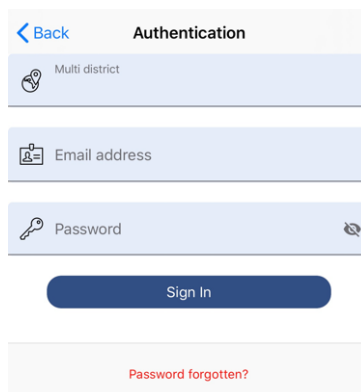 Back
Authentication
Multi district
Email address
Password
Sign In
Password forgotten?